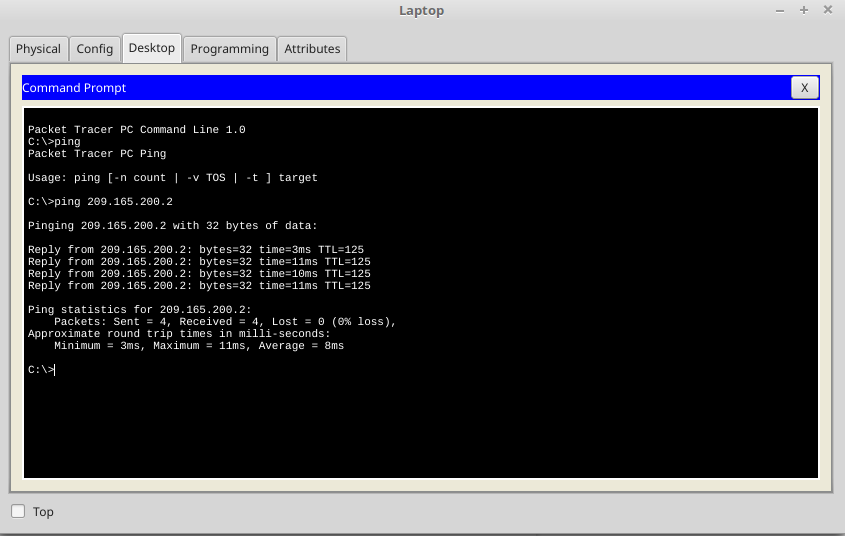 Laptop
Physical Config Desktop Programming Attributes
Command Prompt X
Packet Tracer PC Command Line 1.0
C:\>ping
Packet Tracer PC Ping
Usage: ping [-n count | -v TOS | -t ] target
C:\>ping 209.165.200.2
Pinging 209.165.200.2 with 32 bytes of data:
Reply from 209.165.200.2: bytes=32 time=3ms TTL=125
Reply from 209.165.200.2: bytes=32 time=11ms TTL=125
Reply from 209.165.200.2: bytes=32 time=10ms TTL=125
Reply from 209.165.200.2: bytes=32 time=11ms TTL=125
Ping statistics for 209.165.200.2:
    Packets: Sent = 4, Received = 4, Lost = 0 (0% loss),
Approximate round trip times in milli-seconds:
    Minimum = 3ms, Maximum = 11ms, Average = 8ms
C:\>
Top